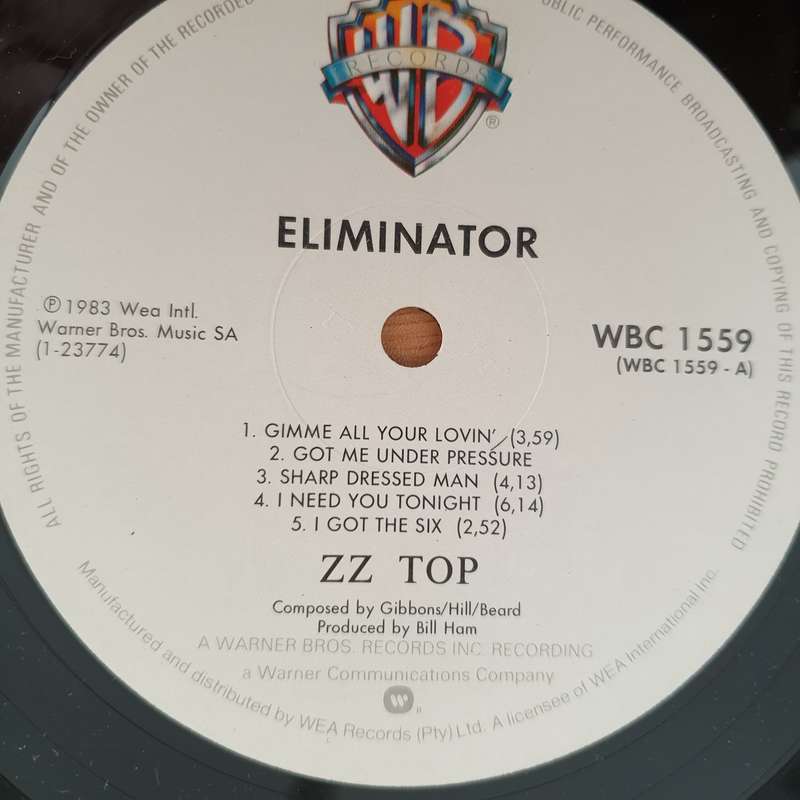 ALL RIGHTS OF THE MANUFACTURER AND OF THE OWNER OF THE RECORDED
PUBLIC PERFORMANCE BROADCASTING AND COPYING OF THIS RECORD PROHIBITED
WB
RECORDS
®
ELIMINATOR
℗ 1983 Wea Intl.
Warner Bros. Music SA
(1-23774)
WBC 1559
(WBC 1559 - A)
1. GIMME ALL YOUR LOVIN' (3,59)
2. GOT ME UNDER PRESSURE
3. SHARP DRESSED MAN (4,13)
4. I NEED YOU TONIGHT (6,14)
5. I GOT THE SIX (2,52)
ZZ TOP
Composed by Gibbons/Hill/Beard
Produced by Bill Ham
A WARNER BROS. RECORDS INC. RECORDING
a Warner Communications Company
Manufactured and distributed by WEA Records (Pty) Ltd. A licensee of WEA International Inc.